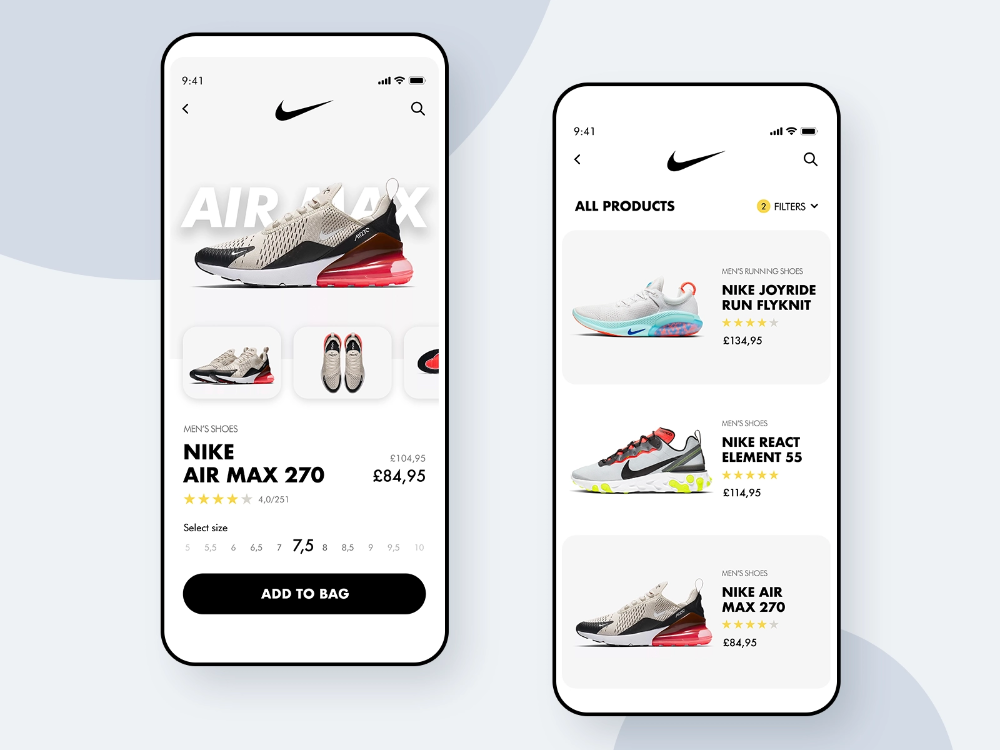 9:41
AIR MAX
MEN'S SHOES
NIKE
AIR MAX 270
£104,95
£84,95
4,0/251
Select size
5 5,5 6 6,5 7 7,5 8 8,5 9 9,5 10
ADD TO BAG
9:41
ALL PRODUCTS
2 FILTERS
MEN'S RUNNING SHOES
NIKE JOYRIDE
RUN FLYKNIT
£134,95
MEN'S SHOES
NIKE REACT
ELEMENT 55
£114,95
MEN'S SHOES
NIKE AIR
MAX 270
£84,95